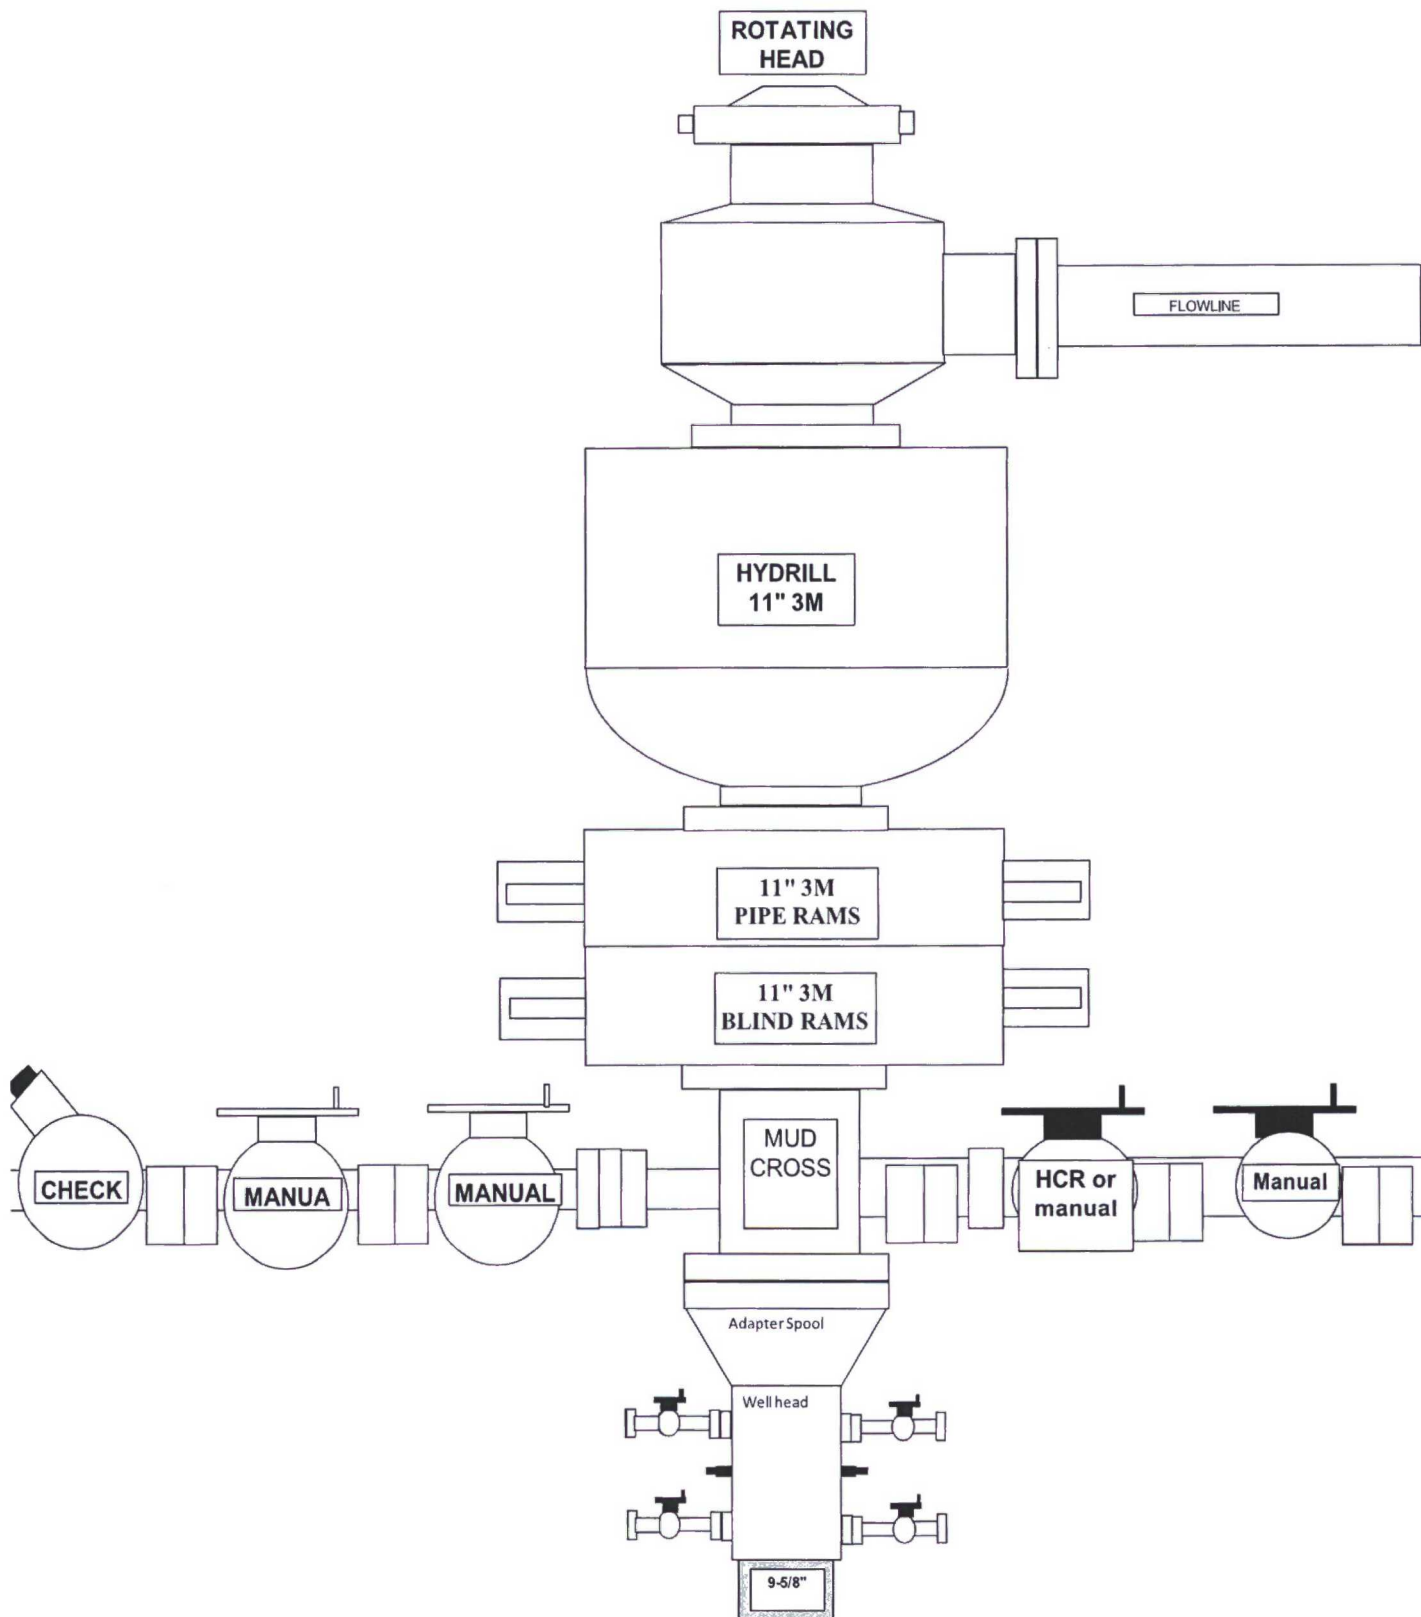 ROTATING
HEAD
FLOWLINE
HYDRILL
11" 3M
11" 3M
PIPE RAMS
11" 3M
BLIND RAMS
CHECK
MANUA
MANUAL
MUD
CROSS
HCR or
manual
Manual
Adapter Spool
Well head
9-5/8"